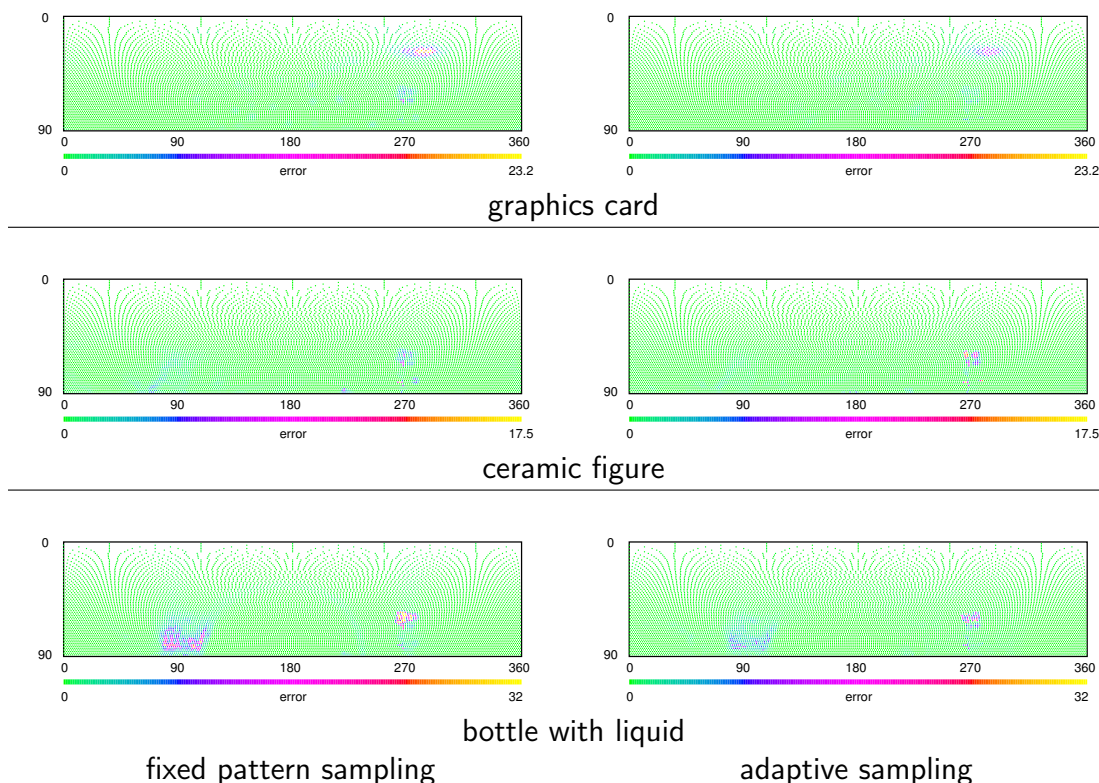 0 0
90 90
0 90 180 270 360 0 90 180 270 360
0 error 23.2 0 error 23.2
graphics card
0 0
90 90
0 90 180 270 360 0 90 180 270 360
0 error 17.5 0 error 17.5
ceramic figure
0 0
90 90
0 90 180 270 360 0 90 180 270 360
0 error 32 0 error 32
bottle with liquid
fixed pattern sampling adaptive sampling